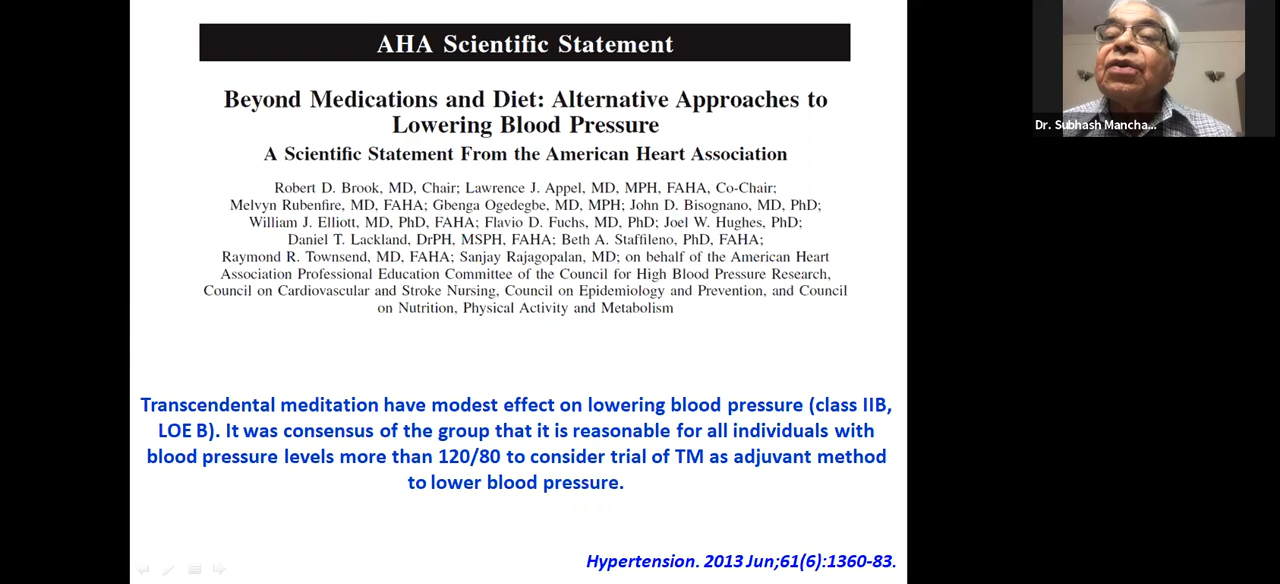 AHA Scientific Statement
Beyond Medications and Diet: Alternative Approaches to
Lowering Blood Pressure
A Scientific Statement From the American Heart Association
Robert D. Brook, MD, Chair; Lawrence J. Appel, MD, MPH, FAHA, Co-Chair;
Melvyn Rubenfire, MD, FAHA; Gbenga Ogedegbe, MD, MPH; John D. Bisognano, MD, PhD;
William J. Elliott, MD, PhD, FAHA; Flavio D. Fuchs, MD, PhD; Joel W. Hughes, PhD;
Daniel T. Lackland, DrPH, MSPH, FAHA; Beth A. Staffileno, PhD, FAHA;
Raymond R. Townsend, MD, FAHA; Sanjay Rajagopalan, MD; on behalf of the American Heart
Association Professional Education Committee of the Council for High Blood Pressure Research,
Council on Cardiovascular and Stroke Nursing, Council on Epidemiology and Prevention, and Council
on Nutrition, Physical Activity and Metabolism
Transcendental meditation have modest effect on lowering blood pressure (class IIB,
LOE B). It was consensus of the group that it is reasonable for all individuals with
blood pressure levels more than 120/80 to consider trial of TM as adjuvant method
to lower blood pressure.
Hypertension. 2013 Jun;61(6):1360-83.
Dr. Subhash Mancha...